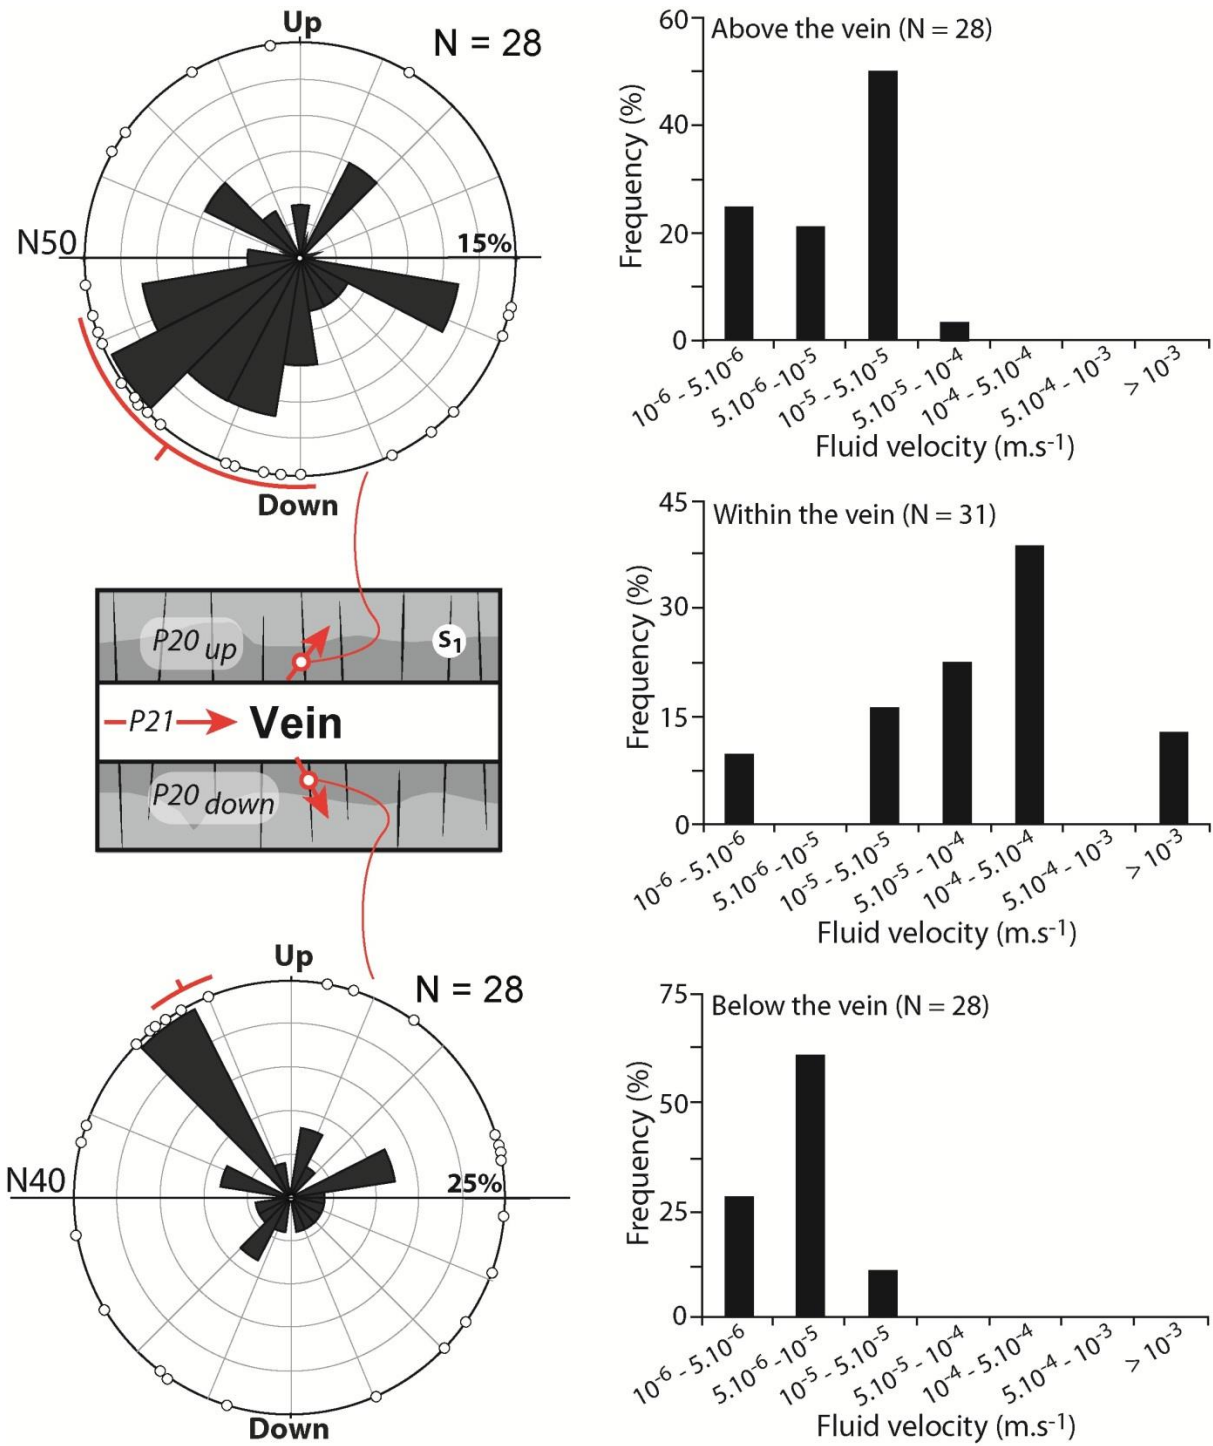 Up
N = 28
N50
15%
Down
P20 up
S1
P21
Vein
P20 down
Up
N = 28
N40
25%
Down
Above the vein (N = 28)
Frequency (%)
60
40
20
0
10⁻⁶ - 5.10⁻⁶
5.10⁻⁶ -10⁻⁵
10⁻⁵ - 5.10⁻⁵
5.10⁻⁵ - 10⁻⁴
10⁻⁴ - 5.10⁻⁴
5.10⁻⁴ - 10⁻³
> 10⁻³
Fluid velocity (m.s⁻¹)
Within the vein (N = 31)
Frequency (%)
45
30
15
0
10⁻⁶ - 5.10⁻⁶
5.10⁻⁶ -10⁻⁵
10⁻⁵ - 5.10⁻⁵
5.10⁻⁵ - 10⁻⁴
10⁻⁴ - 5.10⁻⁴
5.10⁻⁴ - 10⁻³
> 10⁻³
Fluid velocity (m.s⁻¹)
Below the vein (N = 28)
Frequency (%)
75
50
25
0
10⁻⁶ - 5.10⁻⁶
5.10⁻⁶ -10⁻⁵
10⁻⁵ - 5.10⁻⁵
5.10⁻⁵ - 10⁻⁴
10⁻⁴ - 5.10⁻⁴
5.10⁻⁴ - 10⁻³
> 10⁻³
Fluid velocity (m.s⁻¹)